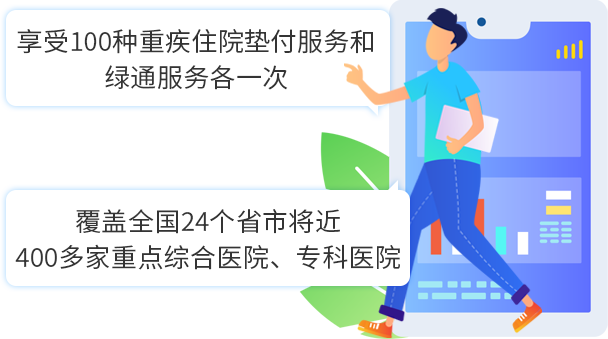 享受100种重疾住院垫付服务和
绿通服务各一次
覆盖全国24个省市将近
400多家重点综合医院、专科医院